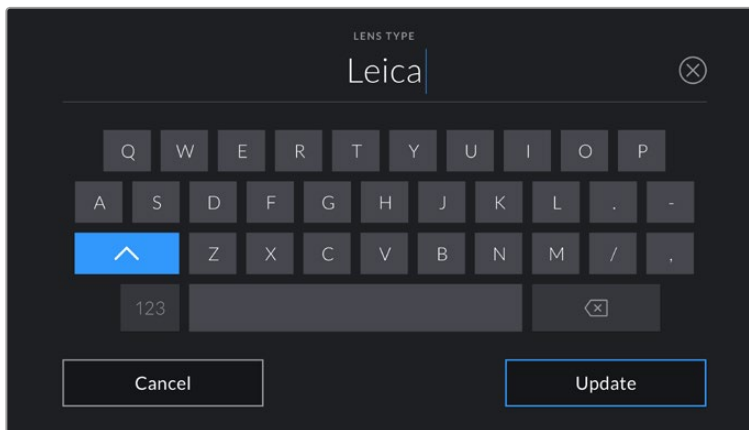 LENS TYPE
Leica
Q W E R T Y U I O P
A S D F G H J K L . -
Z X C V B N M / ,
123
Cancel Update